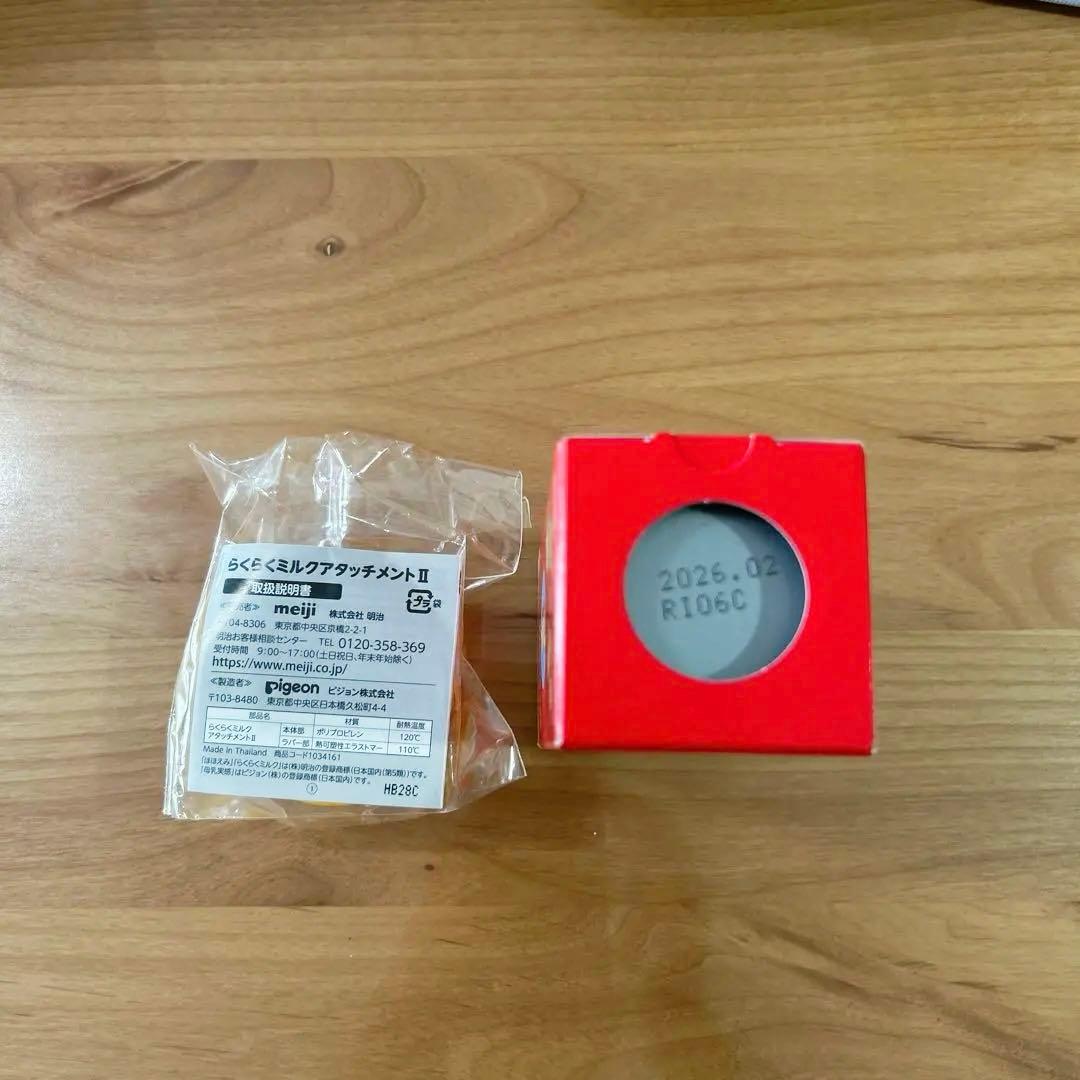 らくらくミルクアタッチメントⅡ
取扱説明書
プラ 袋
meiji 株式会社 明治
104-8306 東京都中央区京橋2-2-1
明治お客様相談センター TEL 0120-358-369
受付時間 9:00〜17:00(土日祝日、年末年始除く)
https://www.meiji.co.jp/
≪製造者≫ Pigeon ピジョン株式会社
〒103-8480 東京都中央区日本橋久松町4-4
部品名 材質 耐熱温度
らくらくミルク
アタッチメントⅡ 本体部 ポリプロピレン 120℃
ラバー部 熱可塑性エラストマー 110℃
Made in Thailand 商品コード1034161
「ほほえみ」「らくらくミルク」は(株)明治の登録商標(日本国内(第5類))です。
「母乳実感」はピジョン(株)の登録商標(日本国内)です。
① HB28C
2026.02
RI06C